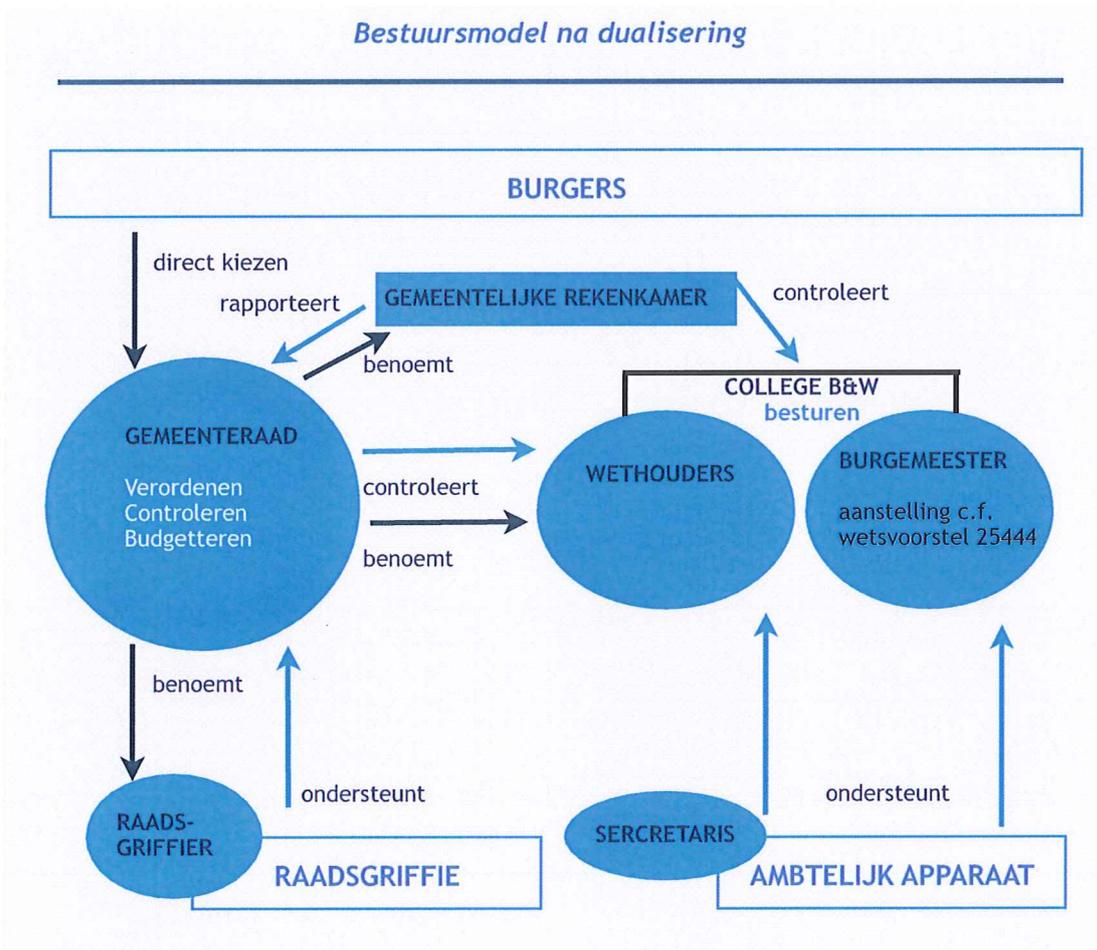 Bestuursmodel na dualisering
BURGERS
direct kiezen
rapporteert
GEMEENTELIJKE REKENKAMER
controleert
benoemt
COLLEGE B&W
besturen
GEMEENTERAAD
Verordenen
Controleren
Budgetteren
controleert
benoemt
WETHOUDERS
BURGEMEESTER
aanstelling c.f.
wetsvoorstel 25444
benoemt
ondersteunt
ondersteunt
RAADS-
GRIFFIER
RAADSGRIFFIE
SERCRETARIS
AMBTELIJK APPARAAT